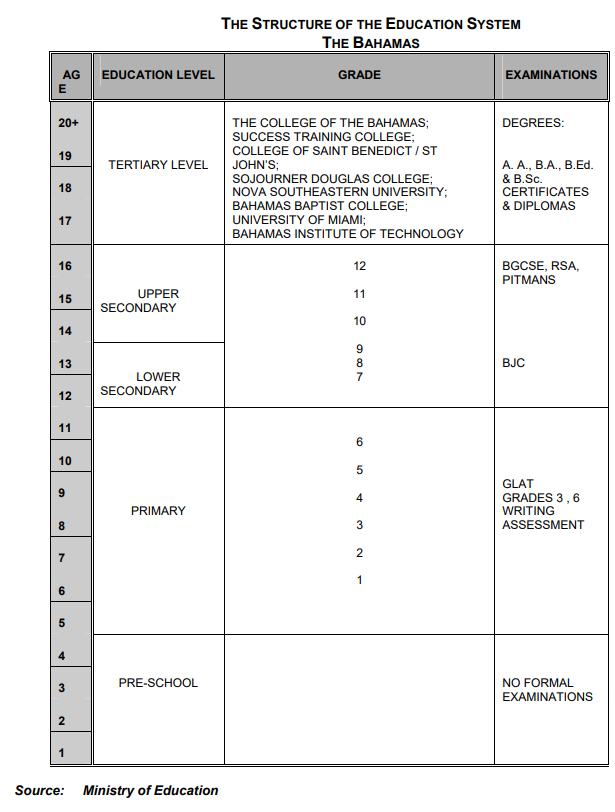 THE STRUCTURE OF THE EDUCATION SYSTEM
THE BAHAMAS
AG
E
EDUCATION LEVEL
GRADE
EXAMINATIONS
20+
19
18
17
TERTIARY LEVEL
THE COLLEGE OF THE BAHAMAS;
SUCCESS TRAINING COLLEGE;
COLLEGE OF SAINT BENEDICT / ST
JOHN'S;
SOJOURNER DOUGLAS COLLEGE;
NOVA SOUTHEASTERN UNIVERSITY;
BAHAMAS BAPTIST COLLEGE;
UNIVERSITY OF MIAMI;
BAHAMAS INSTITUTE OF TECHNOLOGY
DEGREES:
A. A., B.A., B.Ed.
& B.Sc.
CERTIFICATES
& DIPLOMAS
16
15
14
UPPER
SECONDARY
12
11
10
BGCSE, RSA,
PITMANS
13
12
LOWER
SECONDARY
9
8
7
BJC
11
10
9
8
7
6
5
PRIMARY
6
5
4
3
2
1
GLAT
GRADES 3 , 6
WRITING
ASSESSMENT
4
3
2
1
PRE-SCHOOL
NO FORMAL
EXAMINATIONS
Source: Ministry of Education